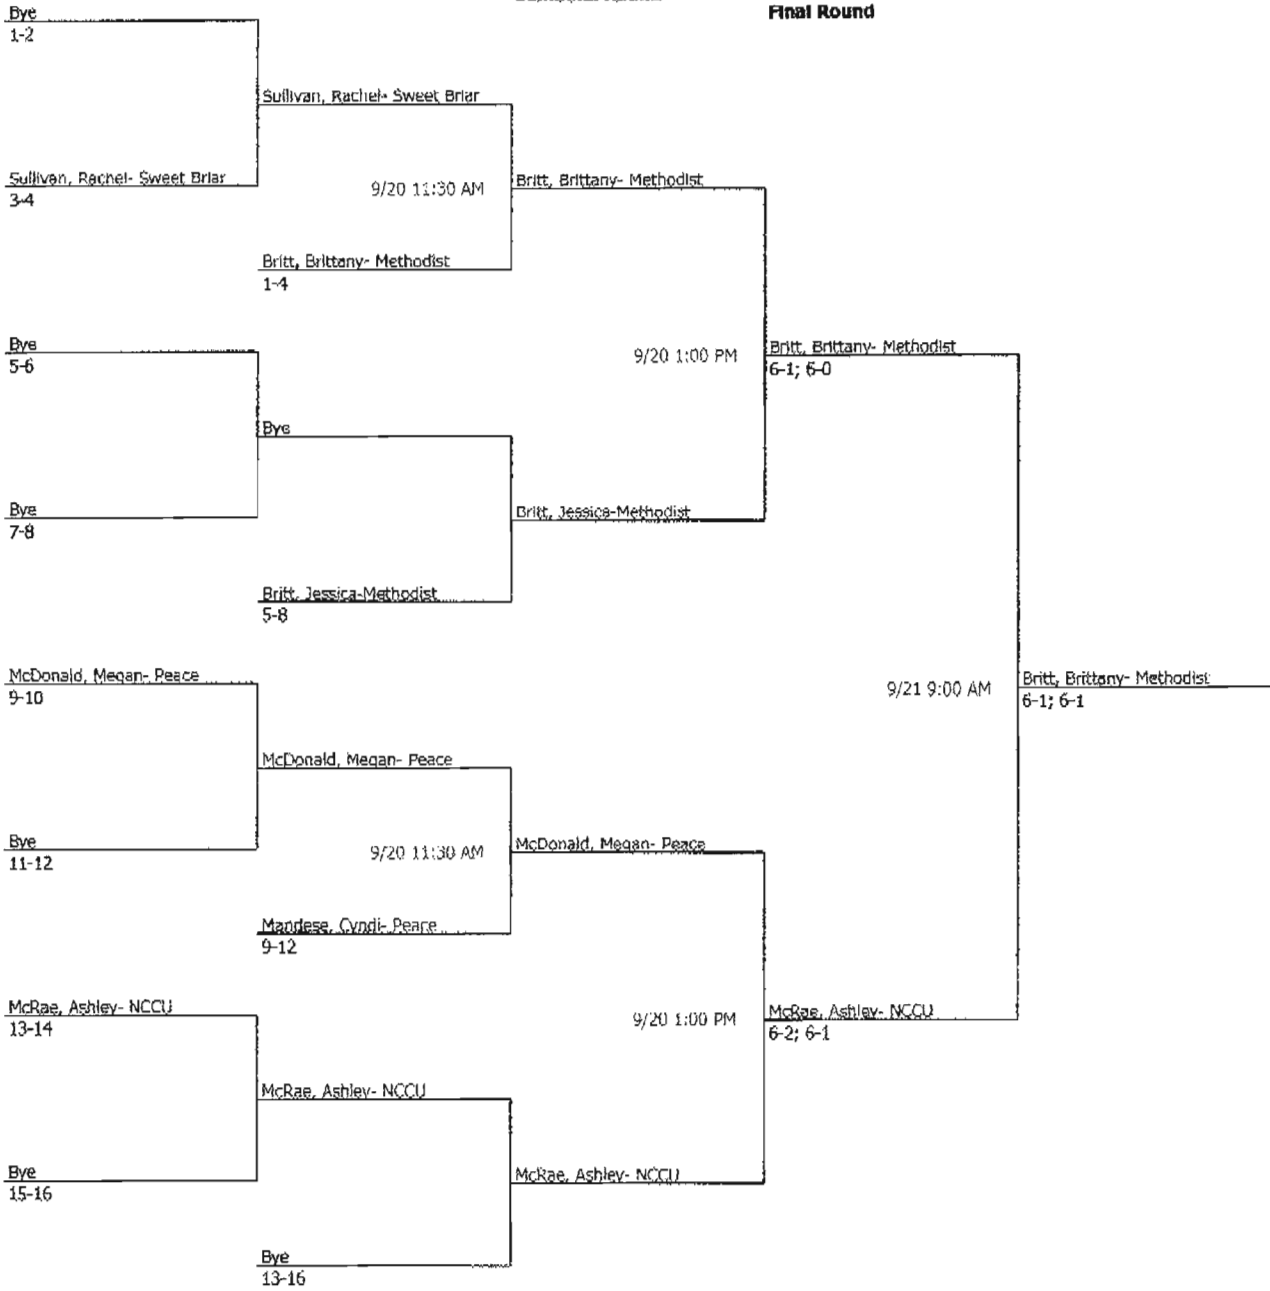 Final Round
Bye
1-2
Sullivan, Rachel- Sweet Briar
Sullivan, Rachel- Sweet Briar
3-4
9/20 11:30 AM
Britt, Brittany- Methodist
Britt, Brittany- Methodist
1-4
Bye
5-6
9/20 1:00 PM
Britt, Brittany- Methodist
6-1; 6-0
Bye
Bye
7-8
Britt, Jessica-Methodist
Britt, Jessica-Methodist
5-8
McDonald, Megan- Peace
9-10
9/21 9:00 AM
Britt, Brittany- Methodist
6-1; 6-1
McDonald, Megan- Peace
Bye
11-12
9/20 11:30 AM
McDonald, Megan- Peace
Mandese, Cyndi- Peace
9-12
McRae, Ashley- NCCU
13-14
9/20 1:00 PM
McRae, Ashley- NCCU
6-2; 6-1
McRae, Ashley- NCCU
Bye
15-16
McRae, Ashley- NCCU
Bye
13-16